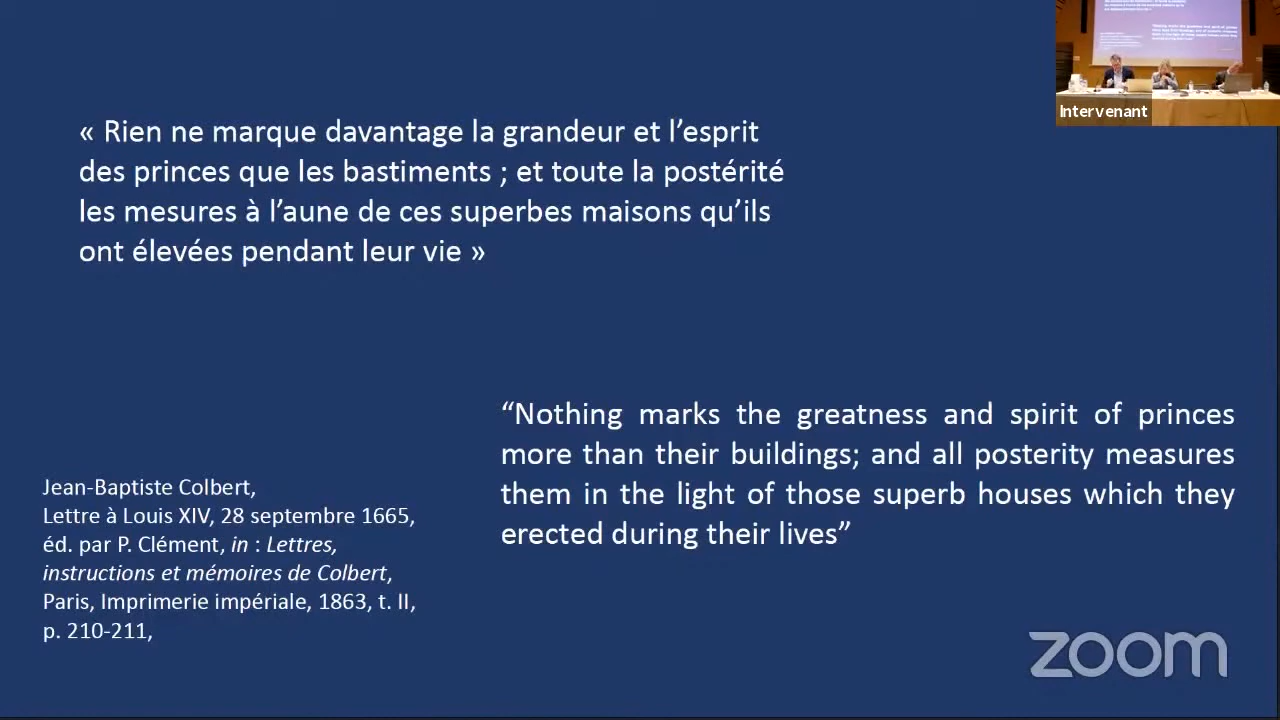 « Rien ne marque davantage la grandeur et l’esprit
des princes que les bastiments ; et toute la postérité
les mesures à l’aune de ces superbes maisons qu’ils
ont élevées pendant leur vie »
“Nothing marks the greatness and spirit of princes
more than their buildings; and all posterity measures
them in the light of those superb houses which they
erected during their lives”
Jean-Baptiste Colbert,
Lettre à Louis XIV, 28 septembre 1665,
éd. par P. Clément, in : Lettres,
instructions et mémoires de Colbert,
Paris, Imprimerie impériale, 1863, t. II,
p. 210-211,
Intervenant
zoom